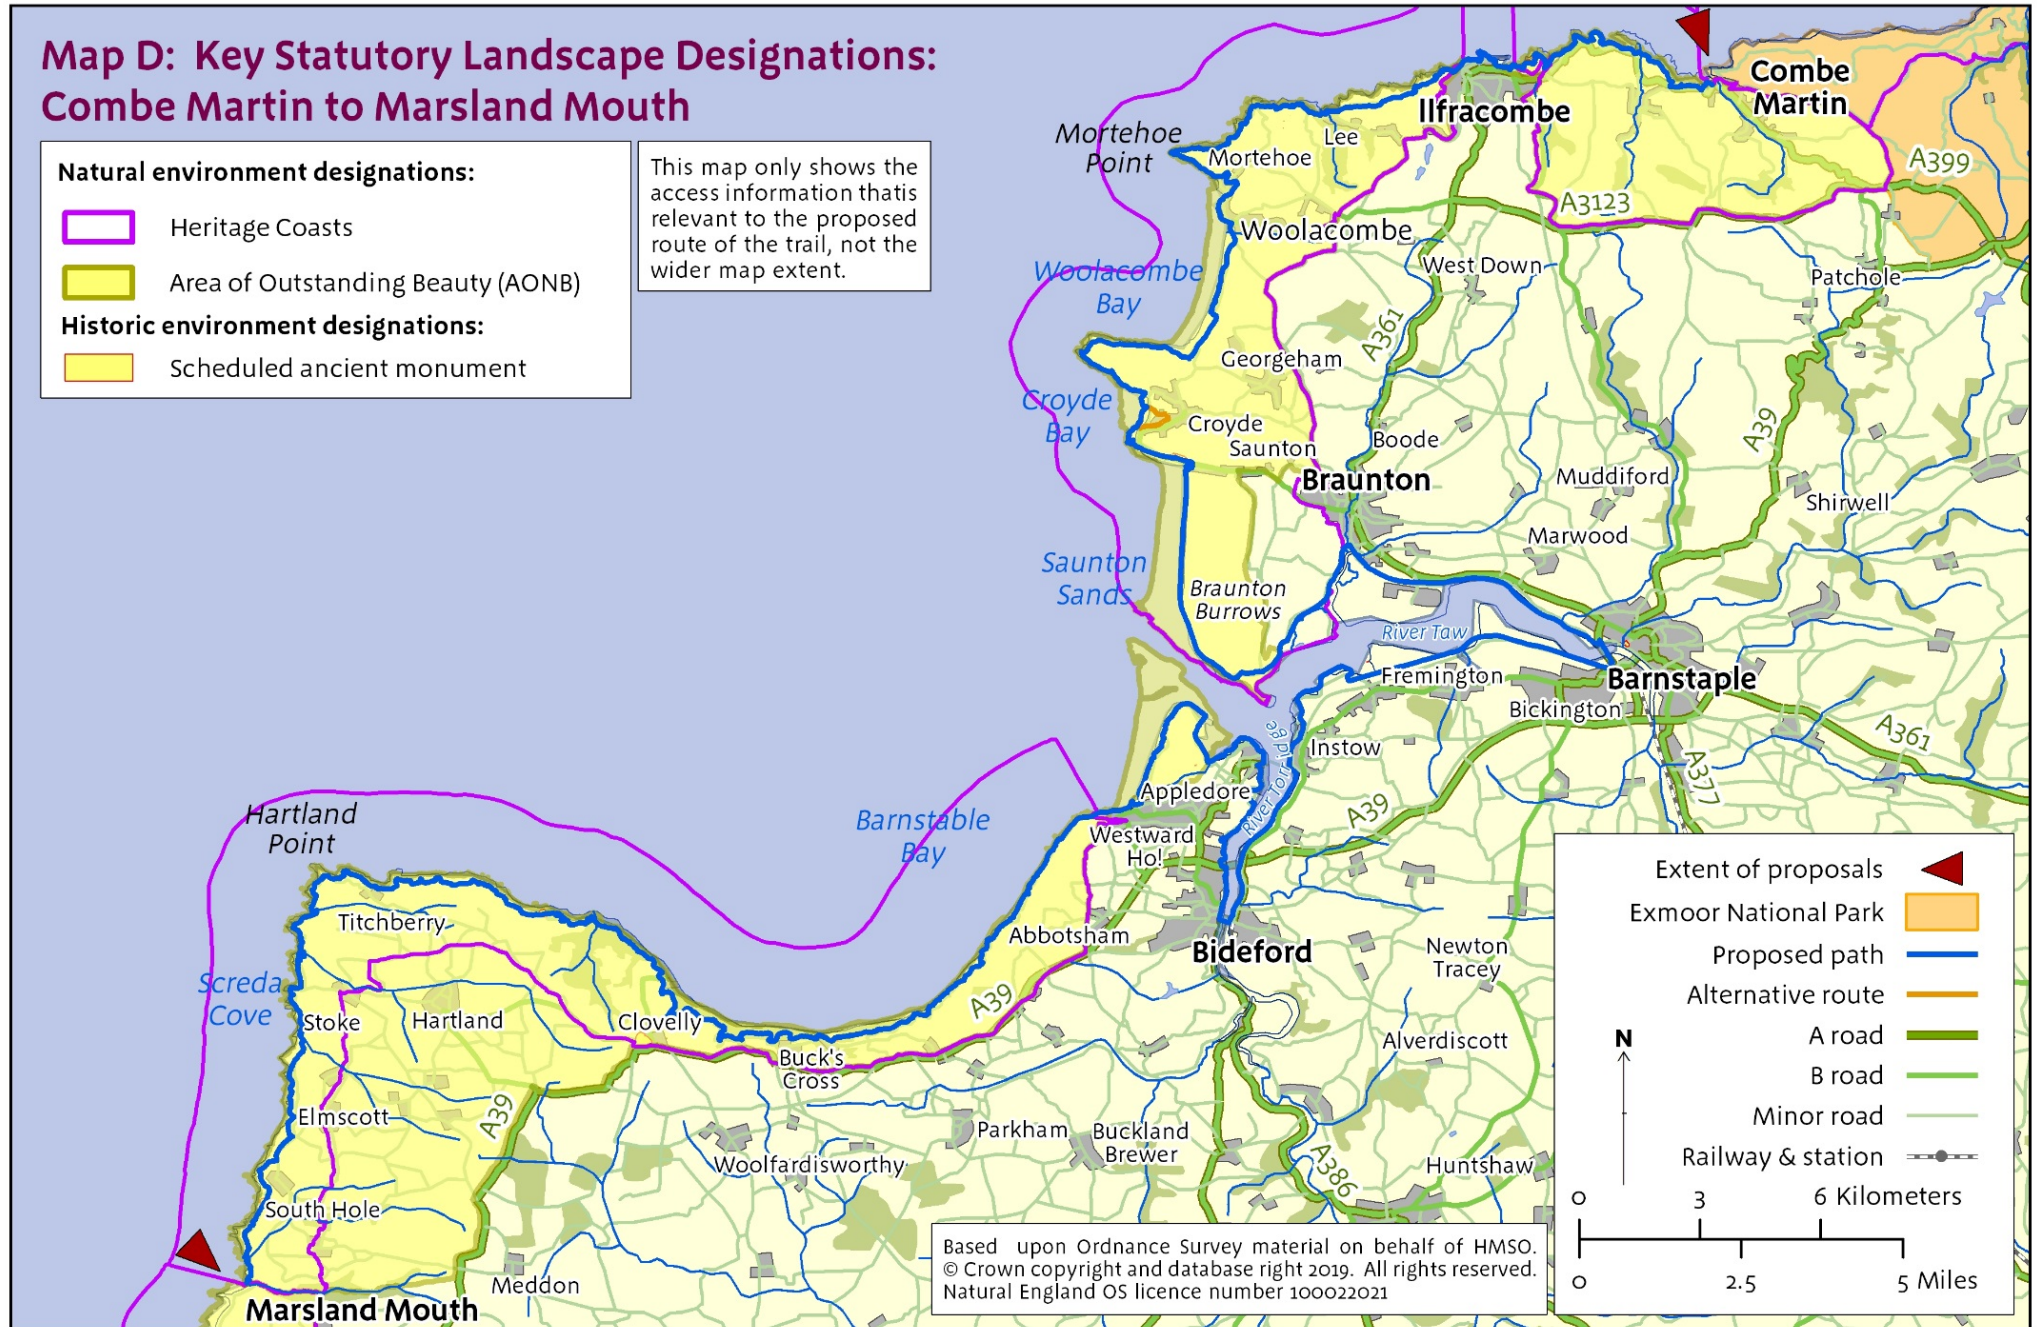 Map D: Key Statutory Landscape Designations:
Combe Martin to Marsland Mouth
Natural environment designations:
Heritage Coasts
Area of Outstanding Beauty (AONB)
Historic environment designations:
Scheduled ancient monument
This map only shows the
access information thatis
relevant to the proposed
route of the trail, not the
wider map extent.
Combe
Martin
Ilfracombe
Mortehoe
Point
Lee
Mortehoe
A399
A3123
Woolacombe
West Down
Woolacombe
Bay
Patchole
A361
Georgeham
Croyde
Bay
Croyde
Saunton
Boode
A39
Braunton
Muddiford
Shirwell
Marwood
Saunton
Sands
Braunton
Burrows
River Taw
Fremington
Barnstaple
Bickington
A361
Instow
River Torridge
A377
Appledore
A39
Hartland
Point
Barnstable
Bay
Westward
Ho!
Titchberry
Abbotsham
Bideford
Newton
Tracey
Screda
Cove
Stoke
Hartland
Clovelly
A39
Buck's
Cross
Alverdiscott
Elmscott
A39
Parkham
Buckland
Brewer
Woolfardisworthy
Huntshaw
A386
South Hole
Meddon
Marsland Mouth
Extent of proposals
Exmoor National Park
Proposed path
Alternative route
A road
B road
Minor road
Railway & station
N
0 3 6 Kilometers
0 2.5 5 Miles
Based upon Ordnance Survey material on behalf of HMSO.
© Crown copyright and database right 2019. All rights reserved.
Natural England OS licence number 100022021